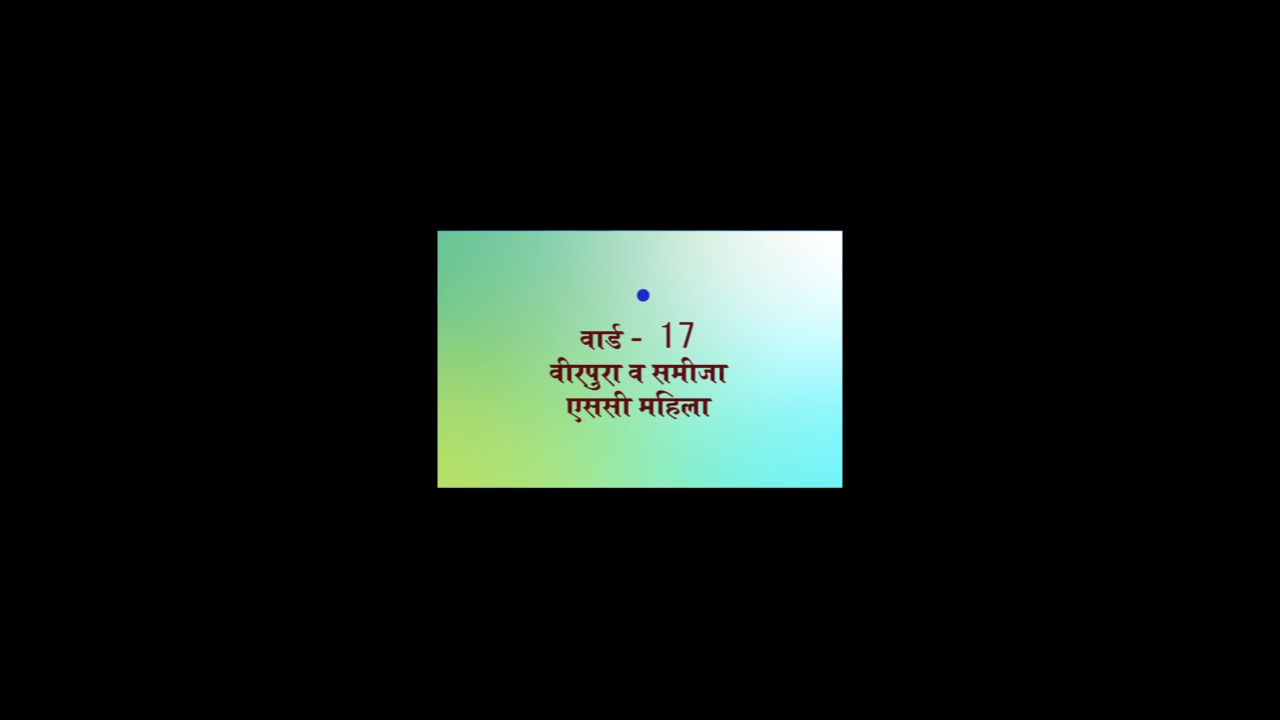 वार्ड - 17
वीरपुरा व समीजा
एससी महिला